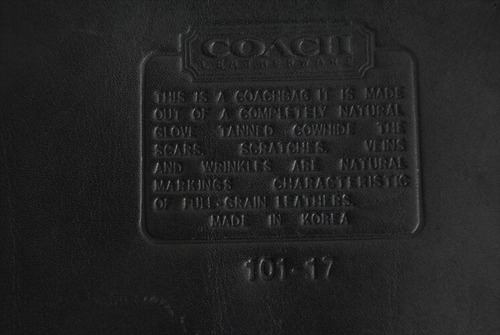 COACH
LEATHERWARE
THIS IS A COACHBAG IT IS MADE
OUT OF A COMPLETELY NATURAL
GLOVE TANNED COWHIDE THE
SCARS, SCRATCHES, VEINS
AND WRINKLES ARE NATURAL
MARKINGS CHARACTERISTIC
OF FULL-GRAIN LEATHERS.
MADE IN KOREA
101-17